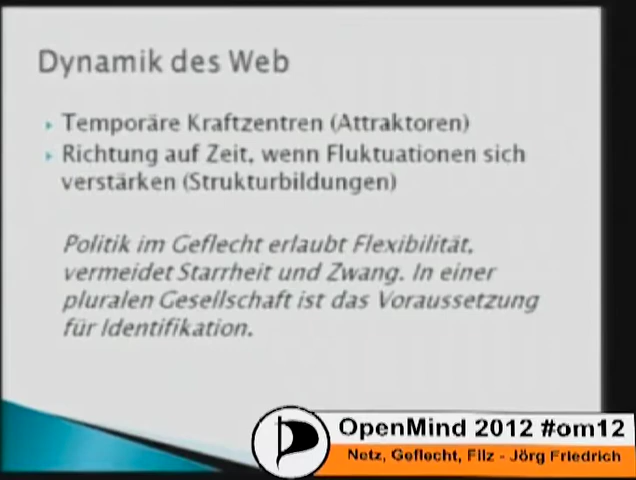 Dynamik des Web
Temporäre Kraftzentren (Attraktoren)
Richtung auf Zeit, wenn Fluktuationen sich
verstärken (Strukturbildungen)
Politik im Geflecht erlaubt Flexibilität,
vermeidet Starrheit und Zwang. In einer
pluralen Gesellschaft ist das Voraussetzung
für Identifikation.
OpenMind 2012 #om12
Netz, Geflecht, Filz - Jörg Friedrich